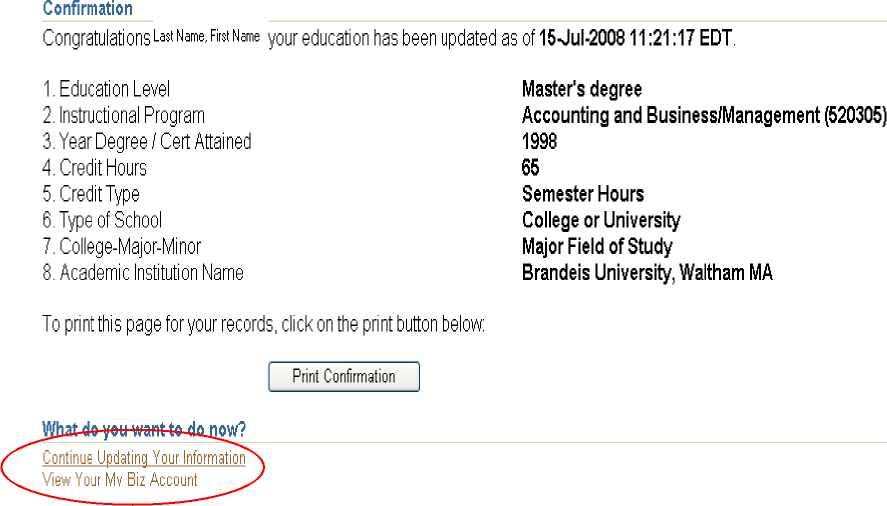 Confirmation
Congratulations Last Name, First Name your education has been updated as of 15-Jul-2008 11:21:17 EDT.
1. Education Level Master's degree
2. Instructional Program Accounting and Business/Management (520305)
3. Year Degree / Cert Attained 1998
4. Credit Hours 65
5. Credit Type Semester Hours
6. Type of School College or University
7. College-Major-Minor Major Field of Study
8. Academic Institution Name Brandeis University, Waltham MA
To print this page for your records, click on the print button below:
Print Confirmation
What do you want to do now?
Continue Updating Your Information
View Your My Biz Account